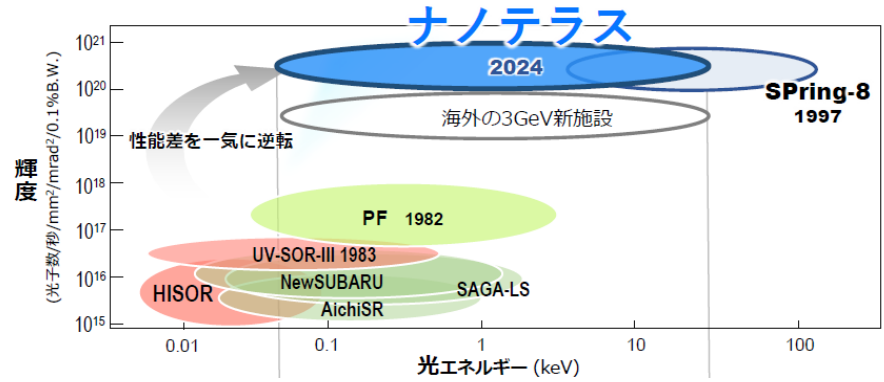 ナノテラス
10²¹
2024
10²⁰
SPring-8
1997
海外の3GeV新施設
10¹⁹
性能差を一気に逆転
輝度
(光子数/秒/mm²/mrad²/0.1%B.W.)
10¹⁸
PF 1982
10¹⁷
UV-SOR-III 1983
10¹⁶
NewSUBARU
SAGA-LS
HISOR
AichiSR
10¹⁵
0.01
0.1
1
10
100
光エネルギー (keV)